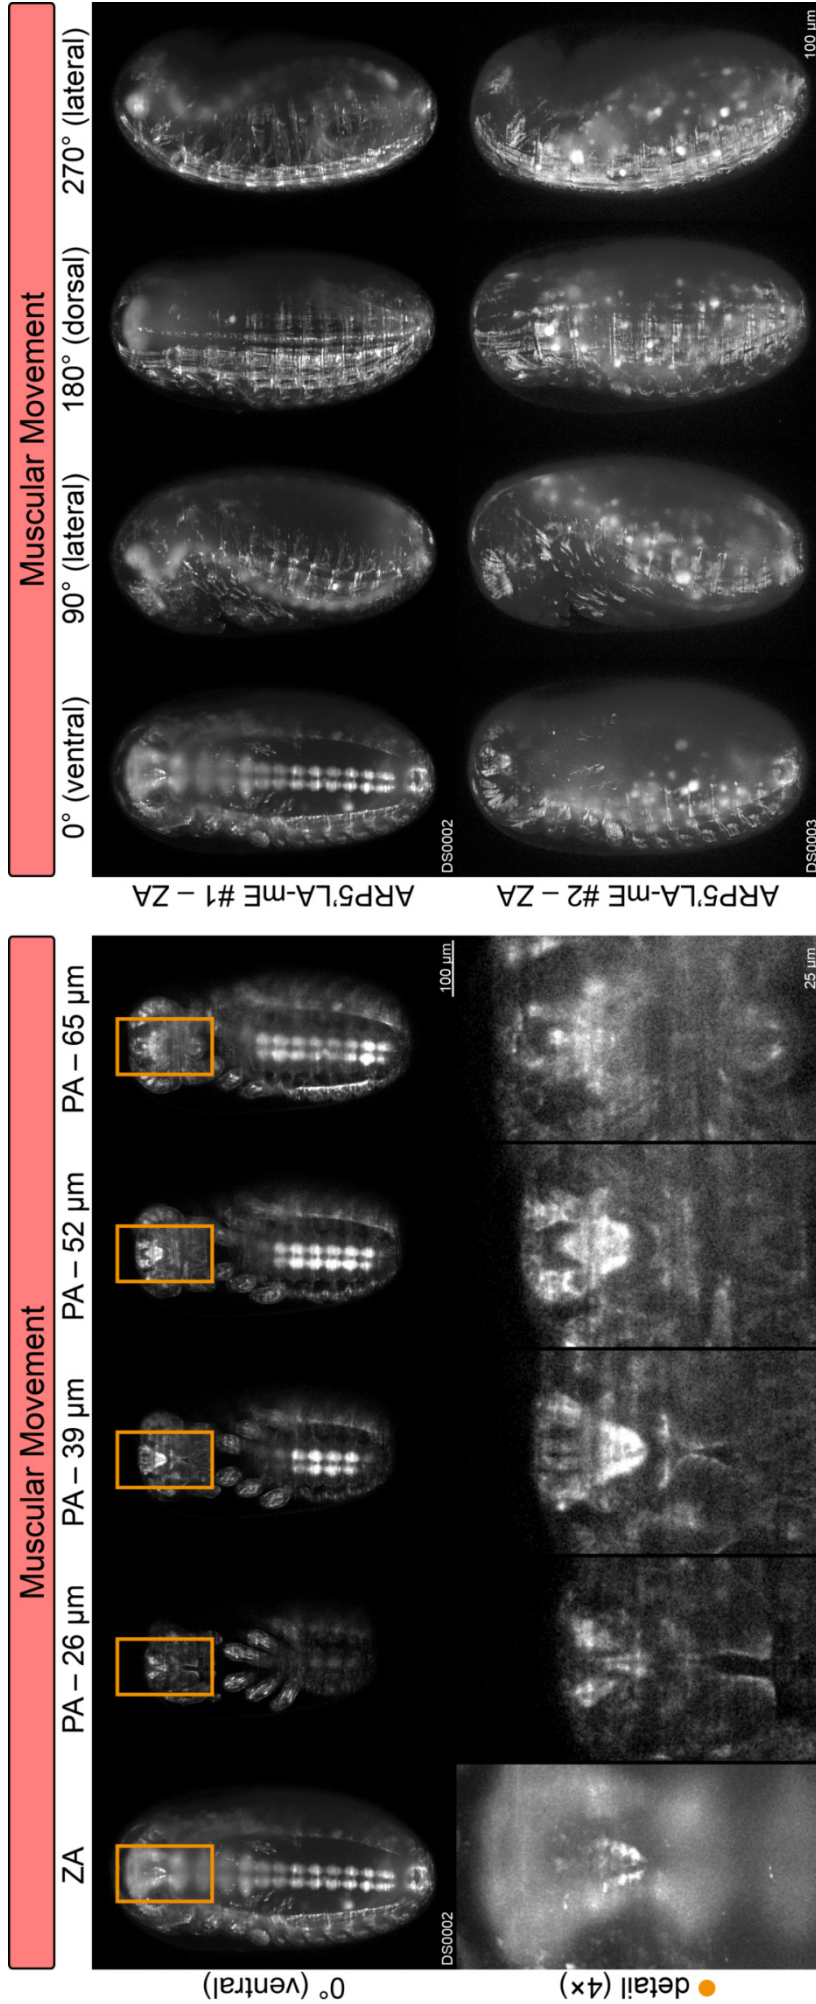 Muscular Movement
ZA
PA – 26 µm
PA – 39 µm
PA – 52 µm
PA – 65 µm
0° (ventral)
DS0002
100 µm
detail (4×)
25 µm
Muscular Movement
0° (ventral)
90° (lateral)
180° (dorsal)
270° (lateral)
ARP5'LA-mE #1 – ZA
DS0002
ARP5'LA-mE #2 – ZA
DS0003
100 µm